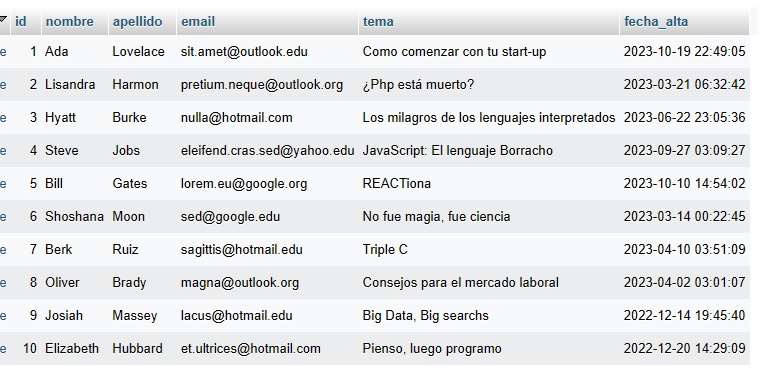 id nombre apellido email tema fecha_alta
e 1 Ada Lovelace sit.amet@outlook.edu Como comenzar con tu start-up 2023-10-19 22:49:05
e 2 Lisandra Harmon pretium.neque@outlook.org ¿Php está muerto? 2023-03-21 06:32:42
e 3 Hyatt Burke nulla@hotmail.com Los milagros de los lenguajes interpretados 2023-06-22 23:05:36
e 4 Steve Jobs eleifend.cras.sed@yahoo.edu JavaScript: El lenguaje Borracho 2023-09-27 03:09:27
e 5 Bill Gates lorem.eu@google.org REACTiona 2023-10-10 14:54:02
e 6 Shoshana Moon sed@google.edu No fue magia, fue ciencia 2023-03-14 00:22:45
e 7 Berk Ruiz sagittis@hotmail.edu Triple C 2023-04-10 03:51:09
e 8 Oliver Brady magna@outlook.org Consejos para el mercado laboral 2023-04-02 03:01:07
e 9 Josiah Massey lacus@hotmail.edu Big Data, Big searchs 2022-12-14 19:45:40
e 10 Elizabeth Hubbard et.ultrices@hotmail.com Pienso, luego programo 2022-12-20 14:29:09